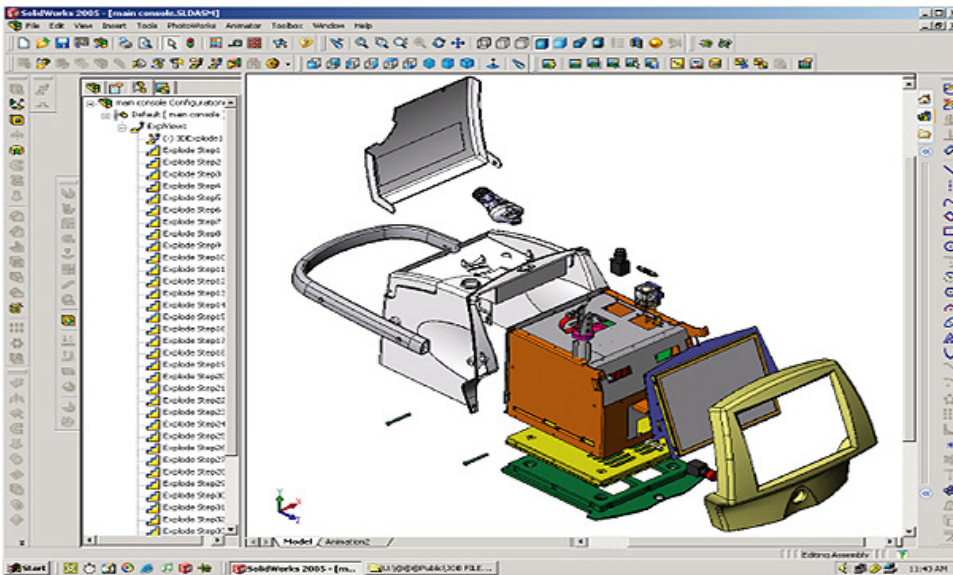 SolidWorks 2005 - [main console.SLDASM]
File Edit View Insert Tools PhotoWorks Animator Toolbox Window Help
main console Configuration
Default [ main console ]
ExplView1
(-) 3DExplode1
Explode Step1
Explode Step2
Explode Step3
Explode Step4
Explode Step5
Explode Step6
Explode Step7
Explode Step8
Explode Step9
Explode Step10
Explode Step11
Explode Step12
Explode Step13
Explode Step14
Explode Step15
Explode Step16
Explode Step17
Explode Step18
Explode Step19
Explode Step20
Explode Step21
Explode Step22
Explode Step23
Explode Step24
Explode Step25
Explode Step26
Explode Step27
Explode Step28
Explode Step29
Explode Step30
Explode Step31
Explode Step32
Explode Step33
Y
X
Z
Model Animation2
Editing Assembly
Start
SolidWorks 2005 - [m...
JOB FILE...
11:43 AM